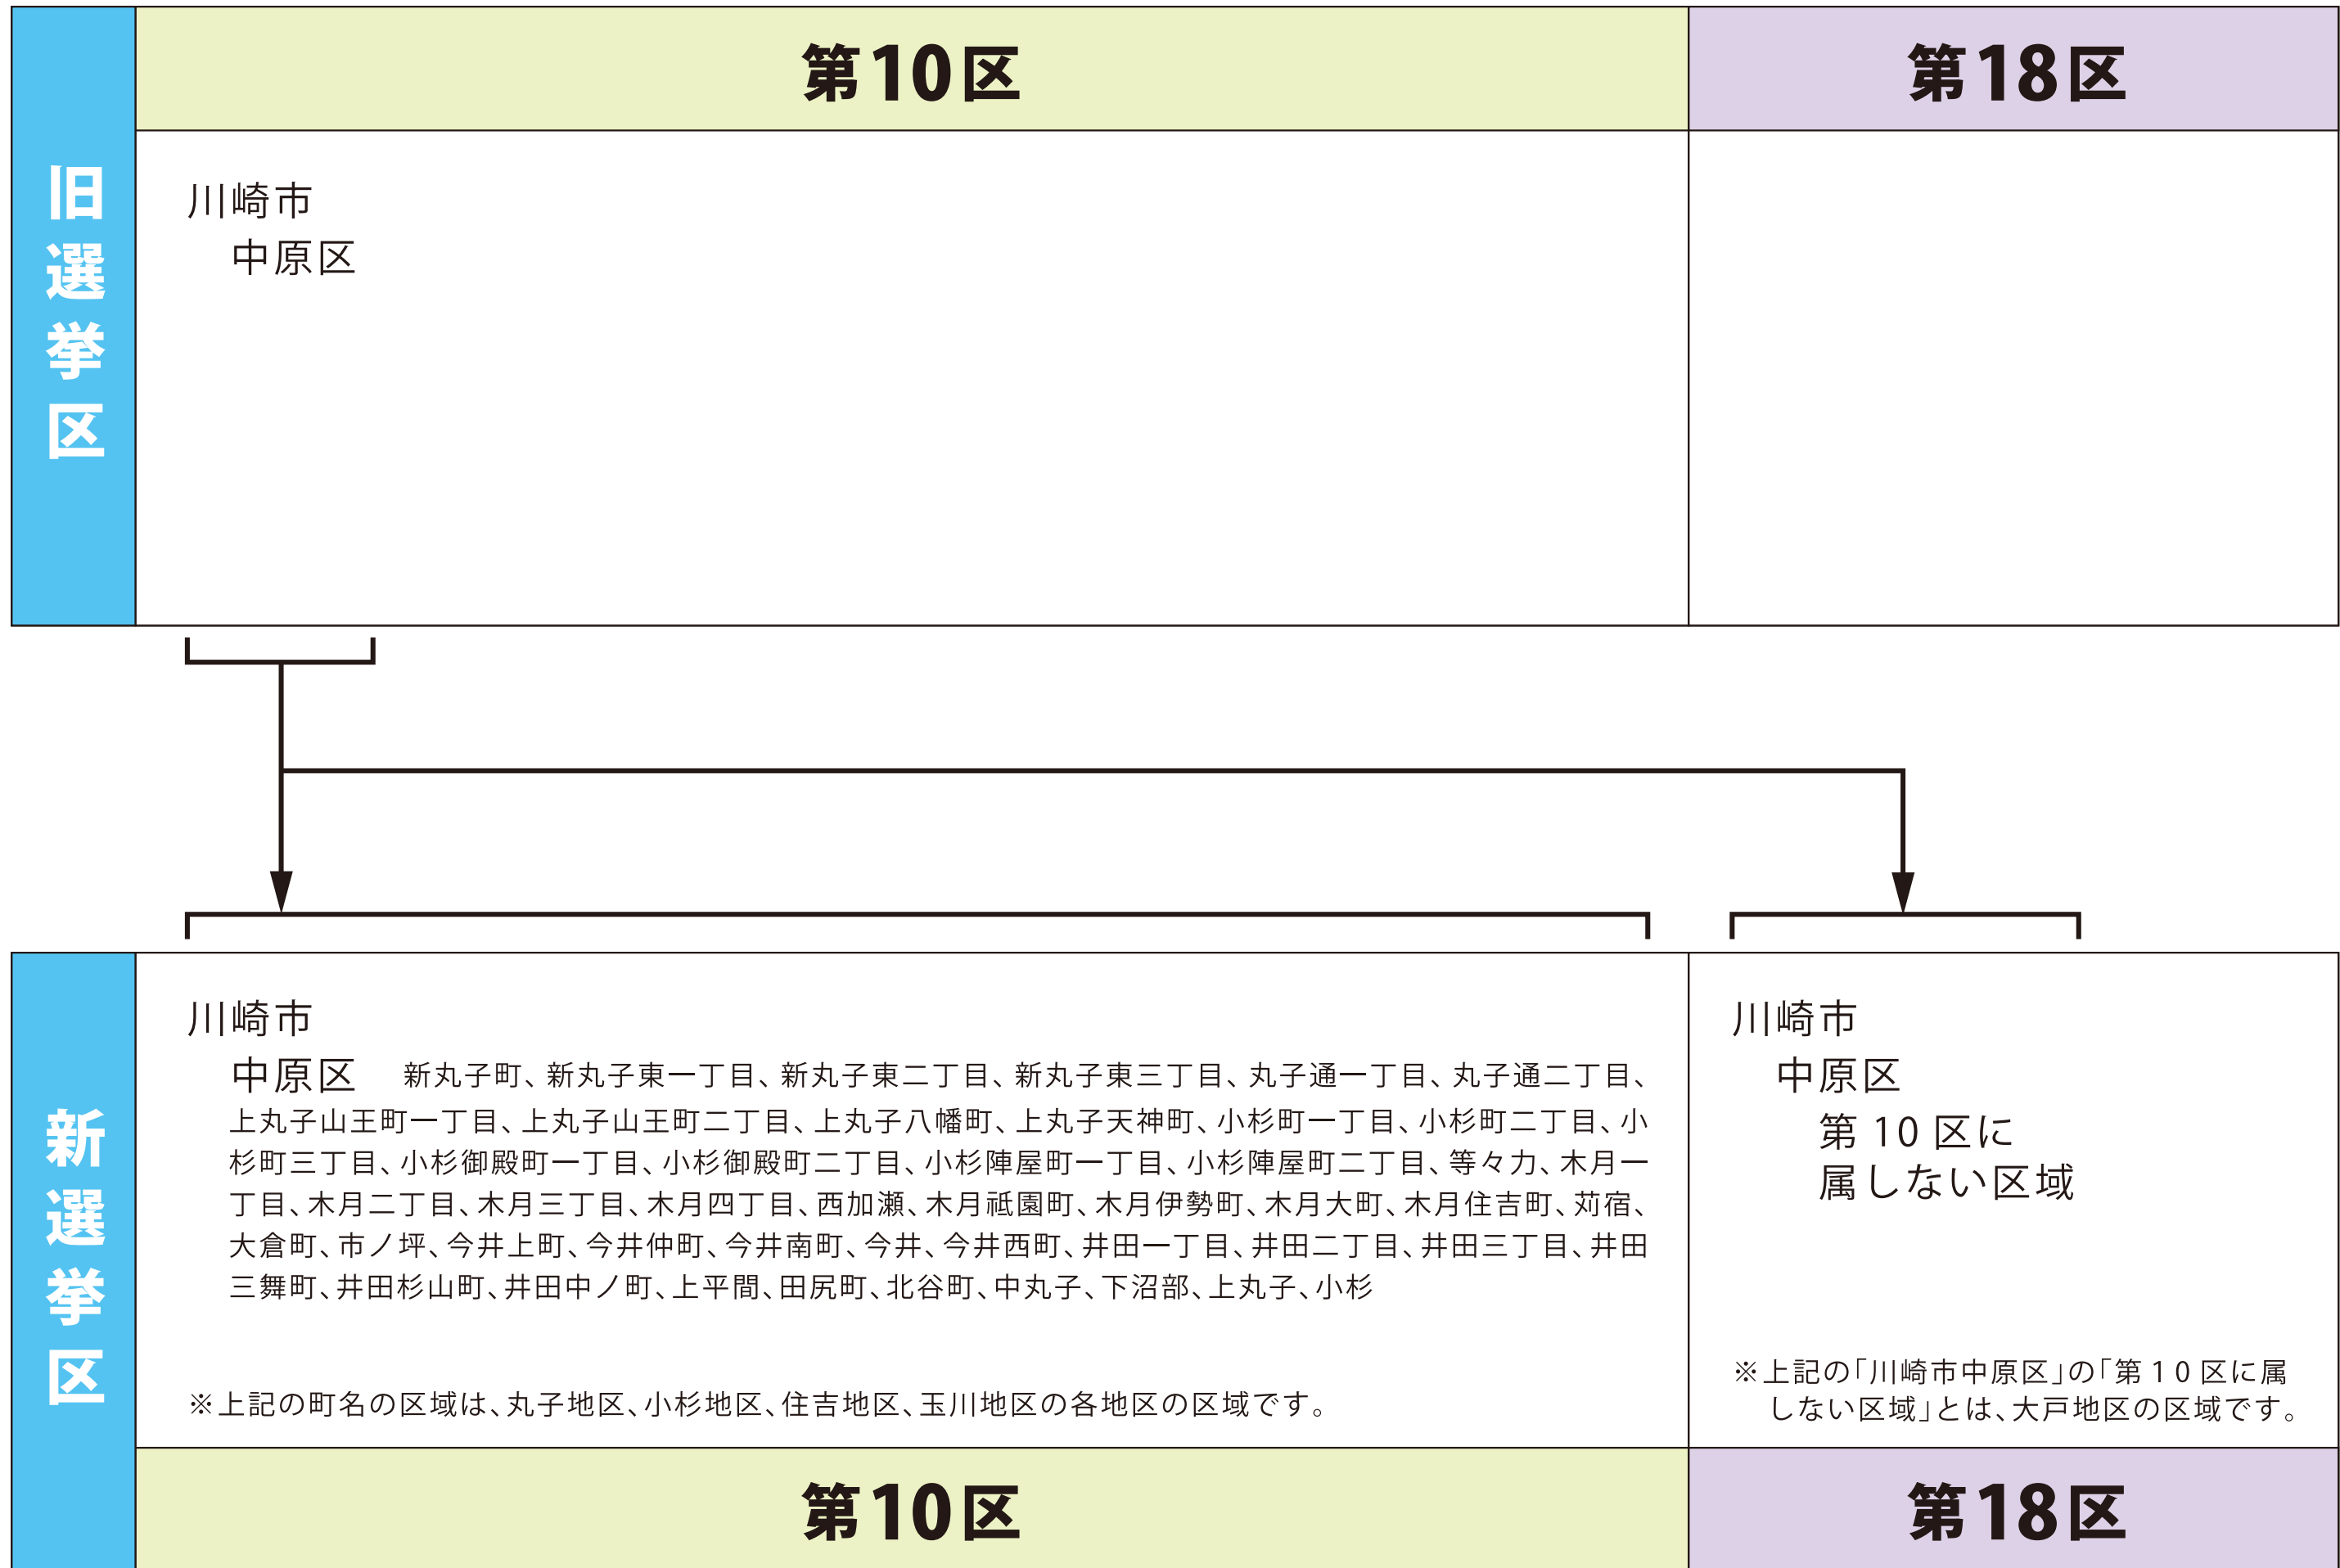 旧選挙区
第10区
第18区
川崎市
中原区
新選挙区
川崎市
中原区　新丸子町、新丸子東一丁目、新丸子東二丁目、新丸子東三丁目、丸子通一丁目、丸子通二丁目、
上丸子山王町一丁目、上丸子山王町二丁目、上丸子八幡町、上丸子天神町、小杉町一丁目、小杉町二丁目、小
杉町三丁目、小杉御殿町一丁目、小杉御殿町二丁目、小杉陣屋町一丁目、小杉陣屋町二丁目、等々力、木月一
丁目、木月二丁目、木月三丁目、木月四丁目、西加瀬、木月祗園町、木月伊勢町、木月大町、木月住吉町、苅宿、
大倉町、市ノ坪、今井上町、今井仲町、今井南町、今井、今井西町、井田一丁目、井田二丁目、井田三丁目、井田
三舞町、井田杉山町、井田中ノ町、上平間、田尻町、北谷町、中丸子、下沼部、上丸子、小杉
※上記の町名の区域は、丸子地区、小杉地区、住吉地区、玉川地区の各地区の区域です。
川崎市
中原区
第10区に
属しない区域
※上記の「川崎市中原区」の「第10区に属
しない区域」とは、大戸地区の区域です。
第10区
第18区